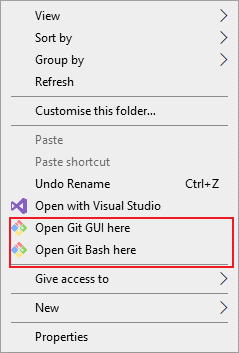 View
Sort by
Group by
Refresh
Customise this folder...
Paste
Paste shortcut
Undo Rename Ctrl+Z
Open with Visual Studio
Open Git GUI here
Open Git Bash here
Give access to
New
Properties